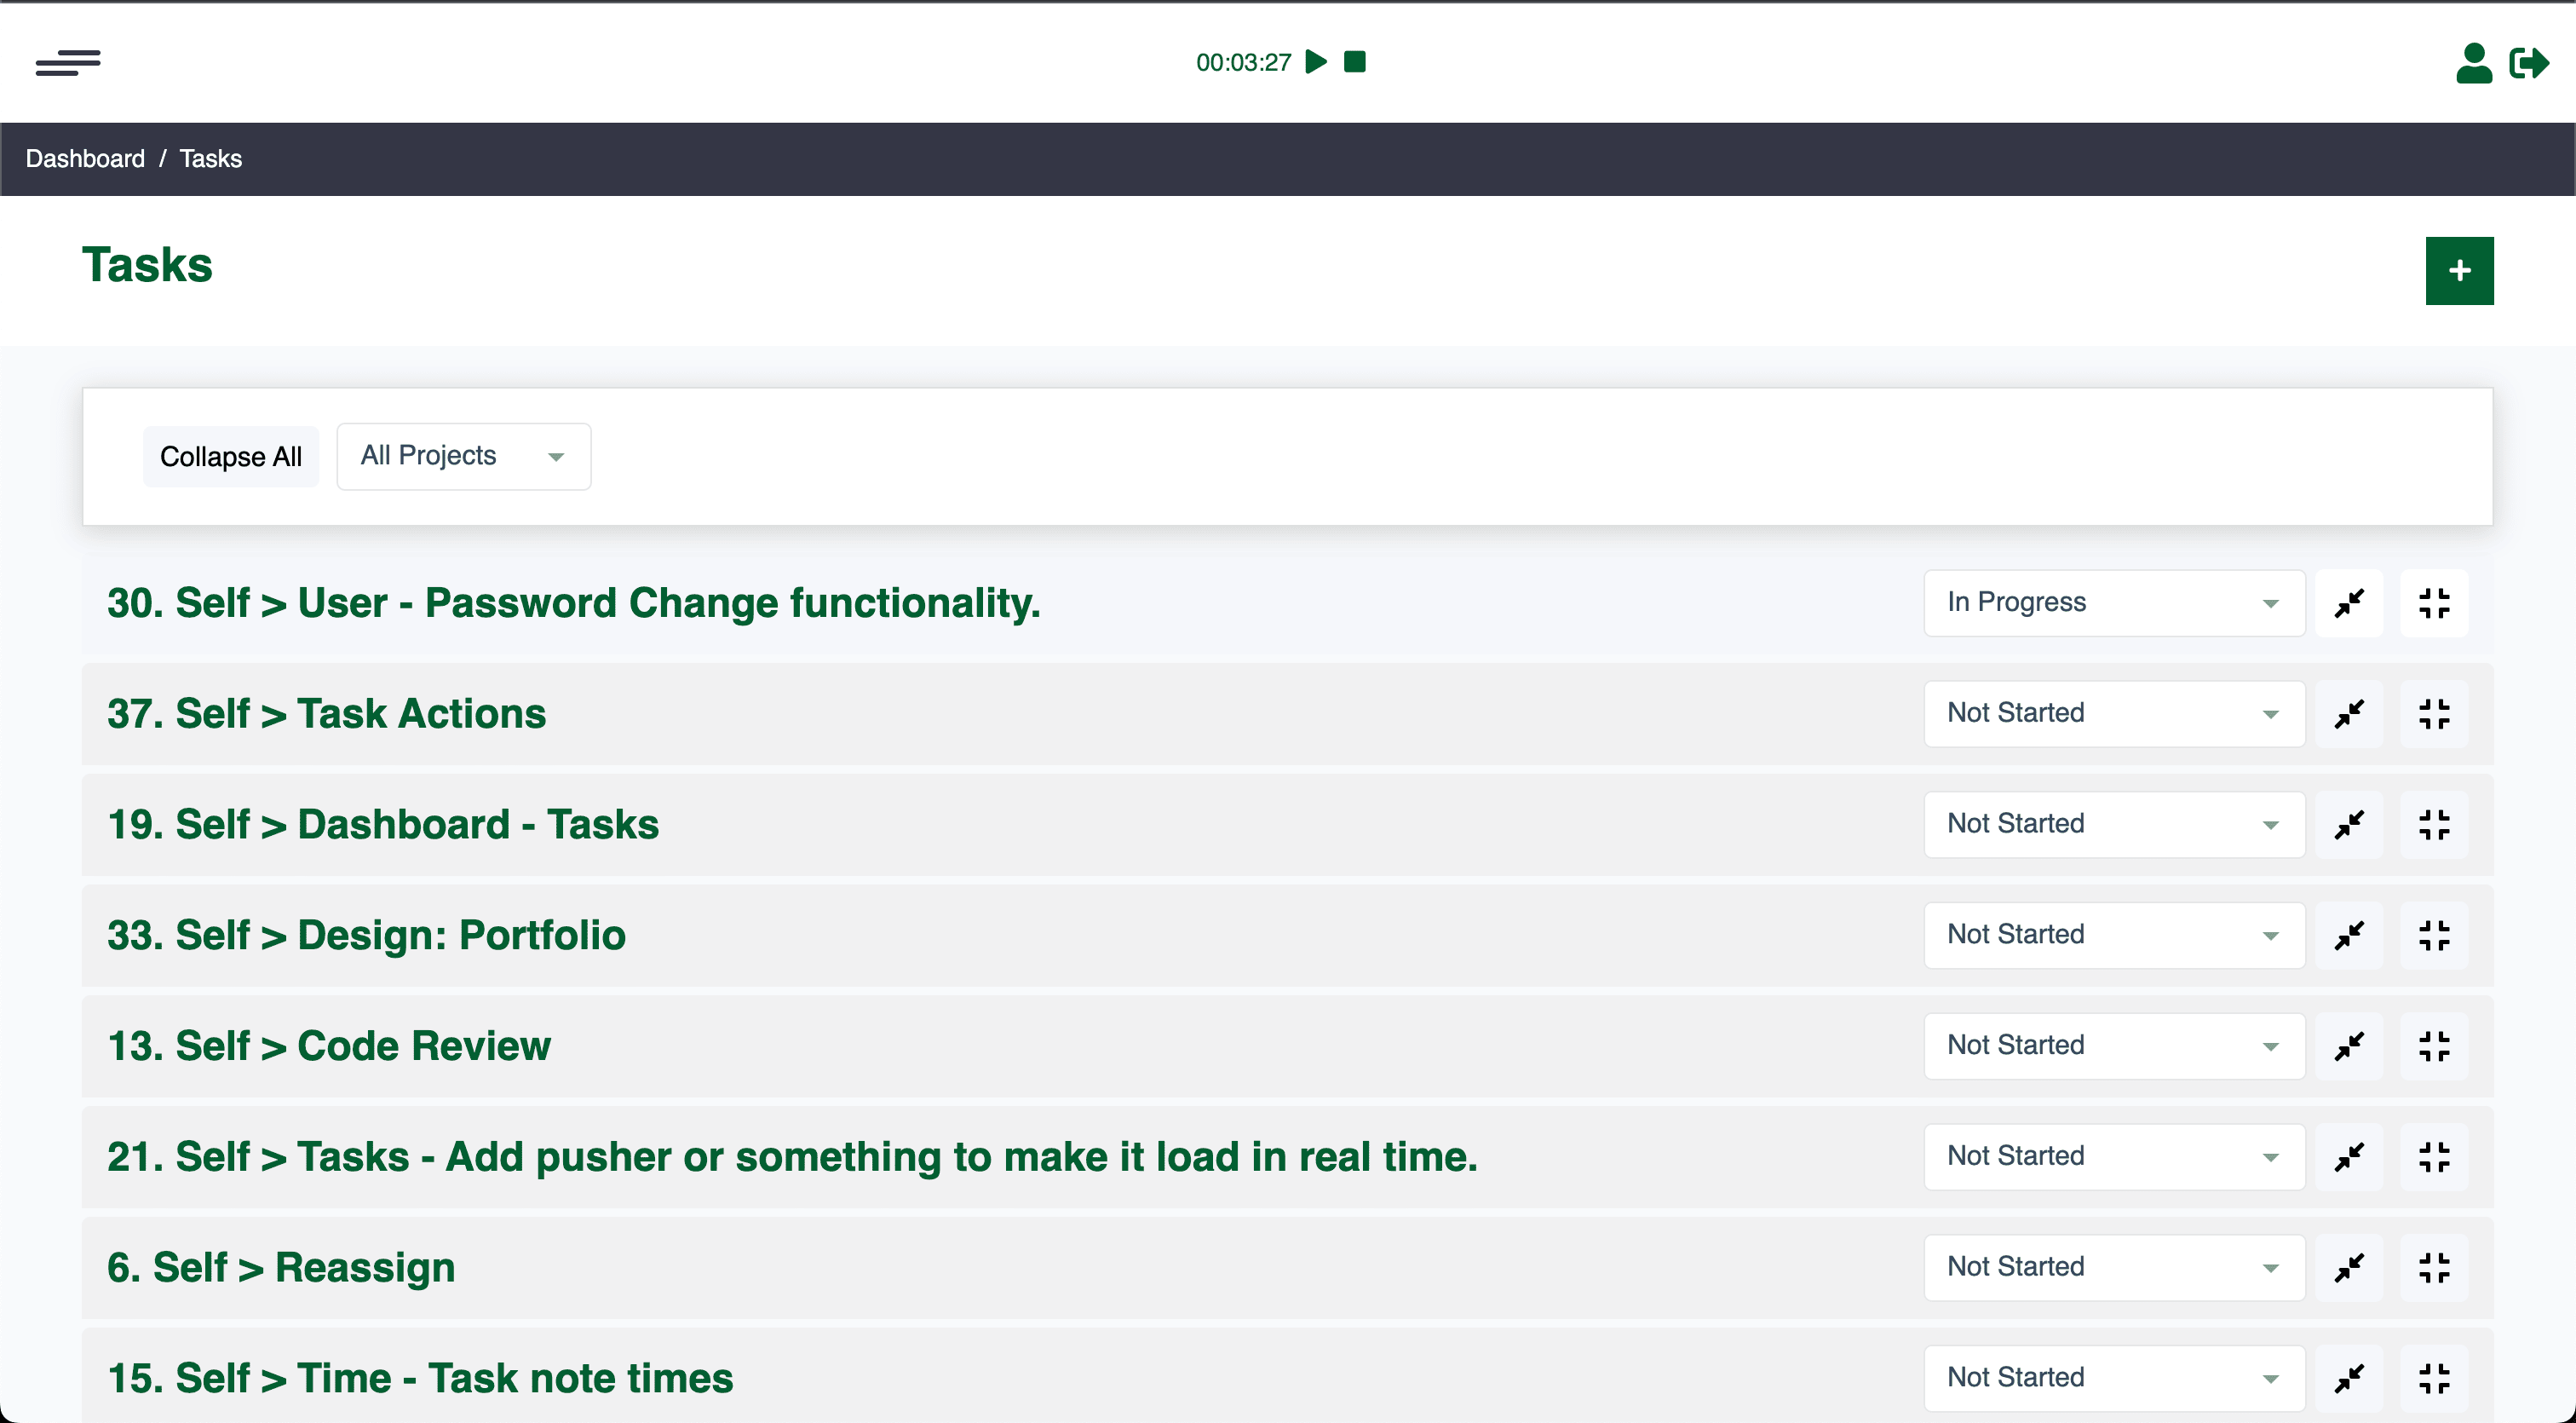 00:03:27
Dashboard / Tasks
Tasks
+
Collapse All
All Projects
30. Self > User - Password Change functionality.
In Progress
37. Self > Task Actions
Not Started
19. Self > Dashboard - Tasks
Not Started
33. Self > Design: Portfolio
Not Started
13. Self > Code Review
Not Started
21. Self > Tasks - Add pusher or something to make it load in real time.
Not Started
6. Self > Reassign
Not Started
15. Self > Time - Task note times
Not Started